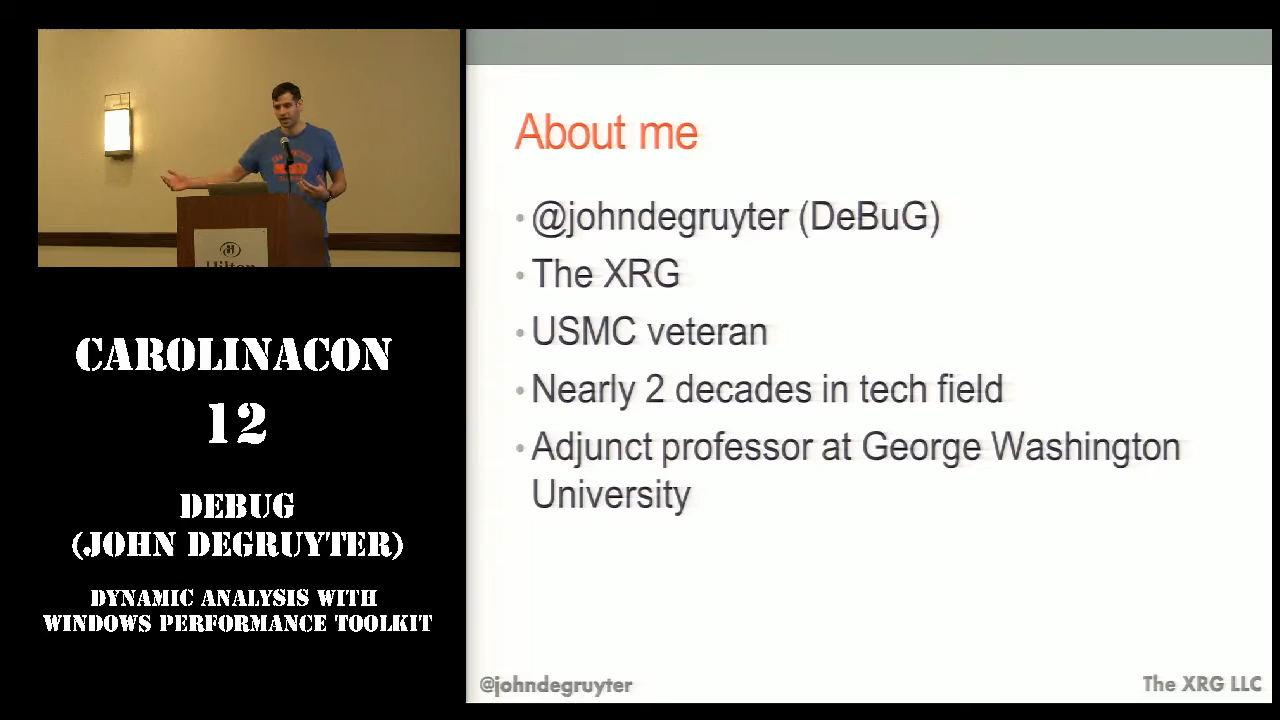 Hilton
CAROLINACON
12
DEBUG
(JOHN DEGRUYTER)
DYNAMIC ANALYSIS WITH
WINDOWS PERFORMANCE TOOLKIT
About me
• @johndegruyter (DeBuG)
• The XRG
• USMC veteran
• Nearly 2 decades in tech field
• Adjunct professor at George Washington
University
@johndegruyter
The XRG LLC